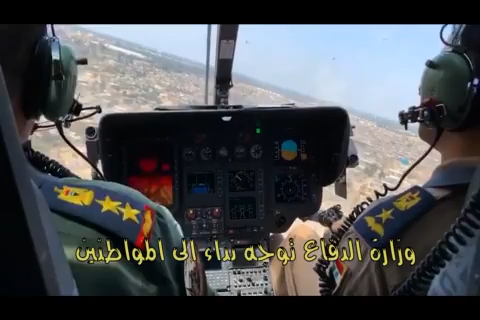 وزارة الدفاع توجه نداء الى المواطنين